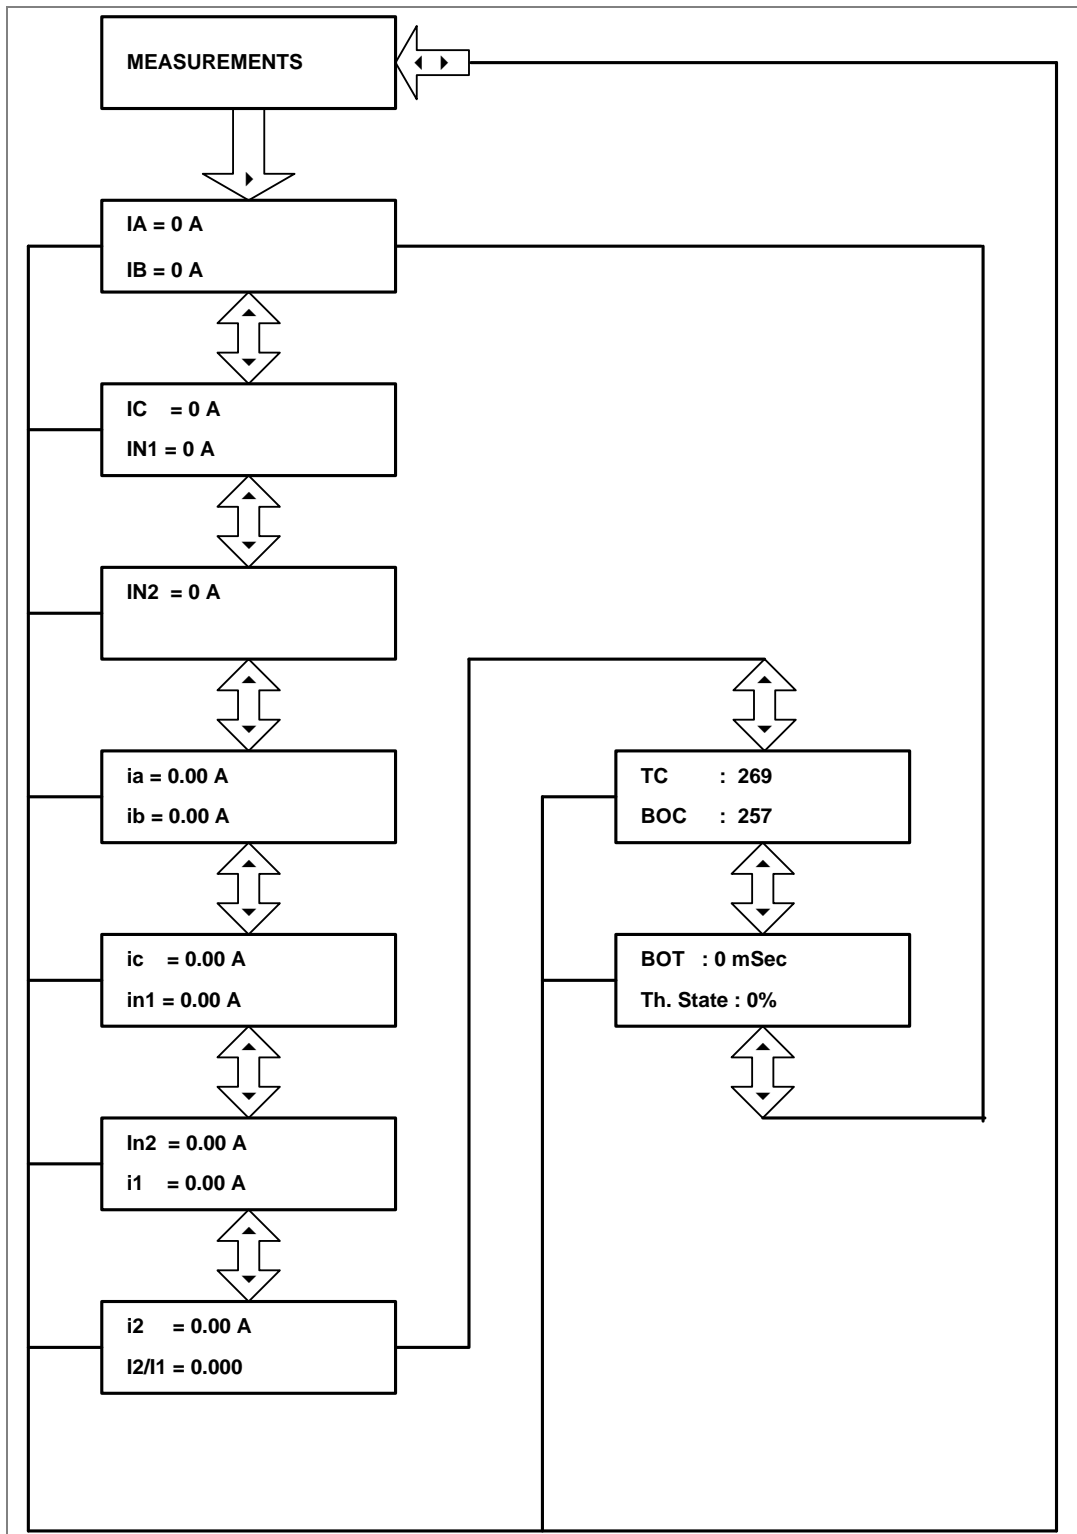 MEASUREMENTS
IA = 0 A
IB = 0 A
IC = 0 A
IN1 = 0 A
IN2 = 0 A
ia = 0.00 A
ib = 0.00 A
ic = 0.00 A
in1 = 0.00 A
In2 = 0.00 A
i1 = 0.00 A
i2 = 0.00 A
I2/I1 = 0.000
TC : 269
BOC : 257
BOT : 0 mSec
Th. State : 0%